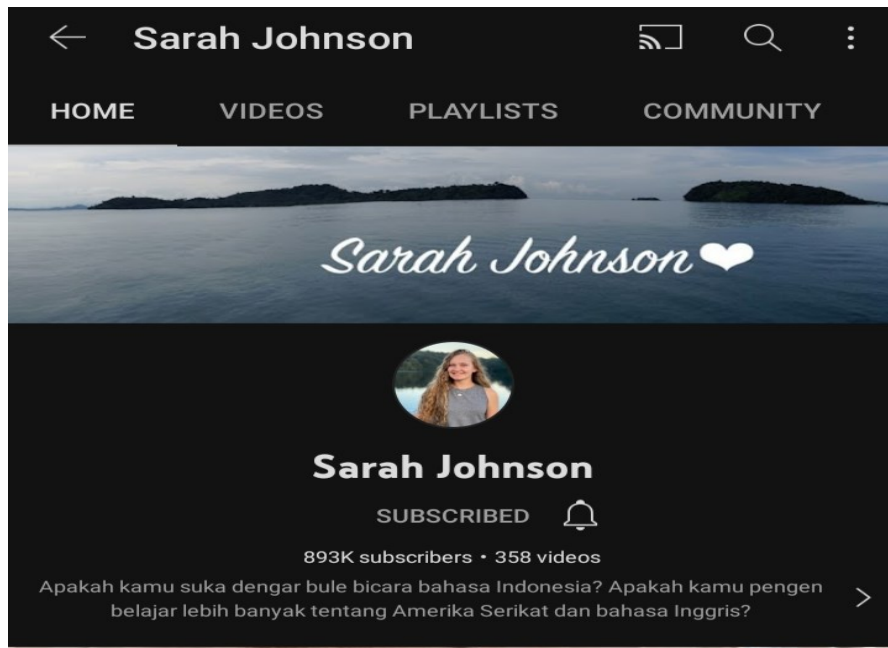 Sarah Johnson
HOME VIDEOS PLAYLISTS COMMUNITY
Sarah Johnson
Sarah Johnson
SUBSCRIBED
893K subscribers • 358 videos
Apakah kamu suka dengar bule bicara bahasa Indonesia? Apakah kamu pengen
belajar lebih banyak tentang Amerika Serikat dan bahasa Inggris?